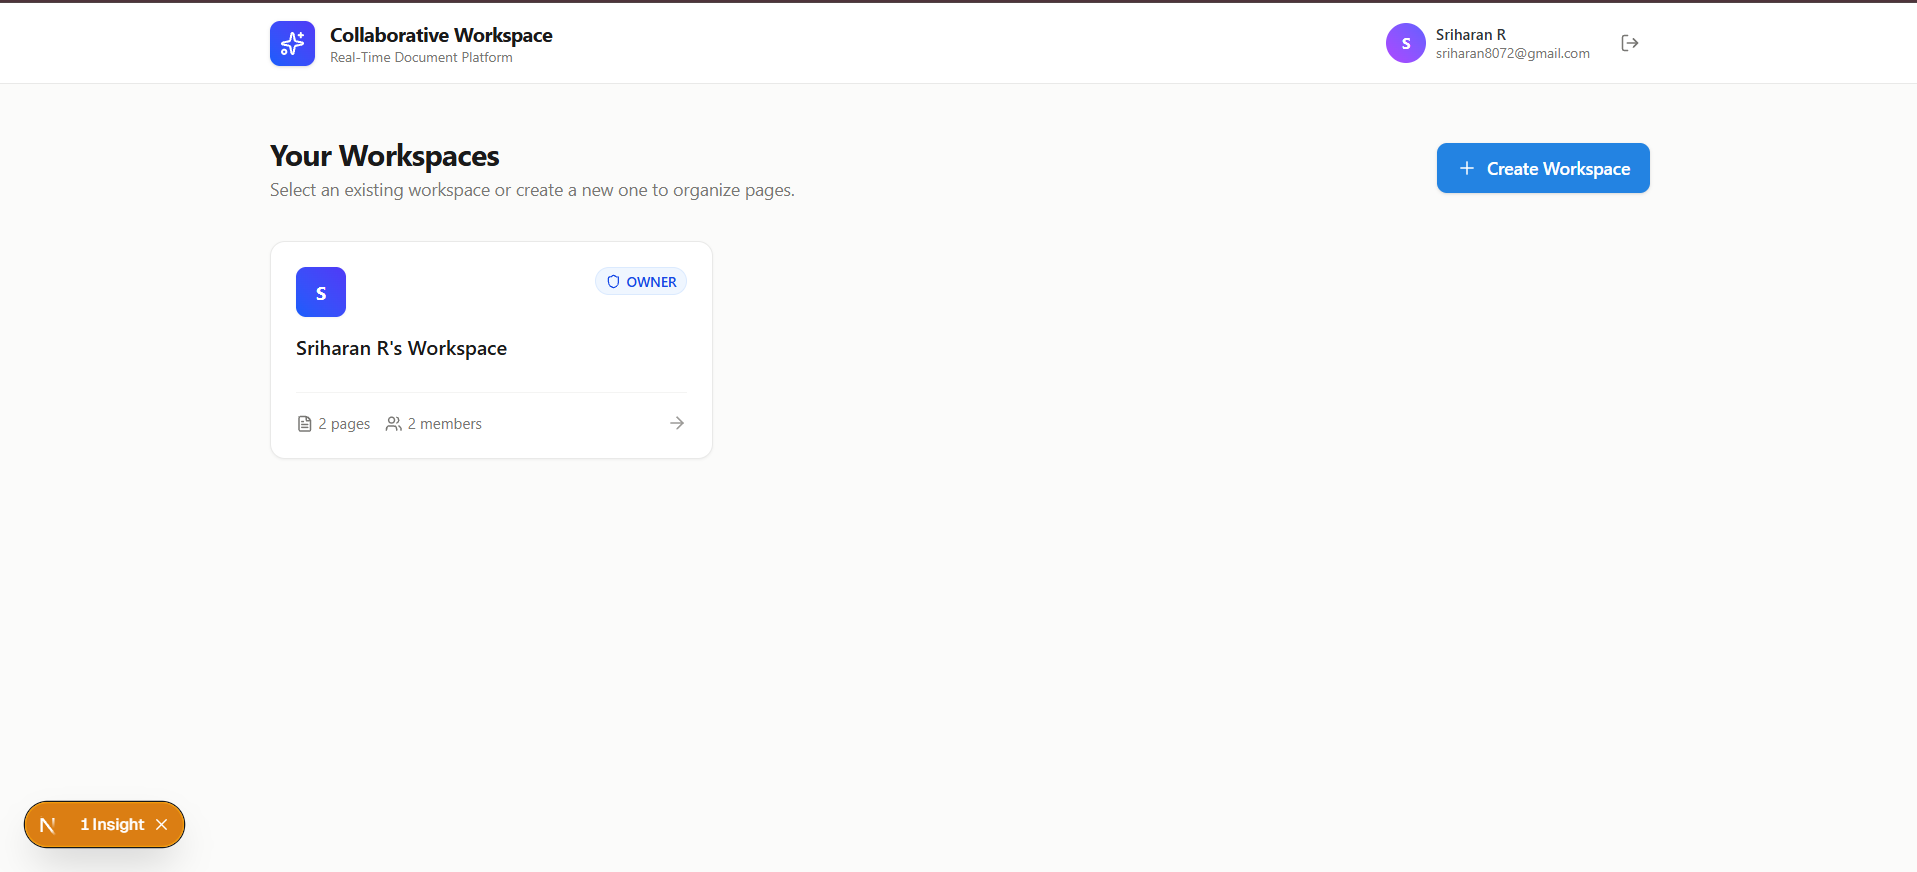 Collaborative Workspace
Real-Time Document Platform
S
Sriharan R
sriharan8072@gmail.com
Your Workspaces
Select an existing workspace or create a new one to organize pages.
Create Workspace
S
OWNER
Sriharan R's Workspace
2 pages
2 members
N
1 Insight